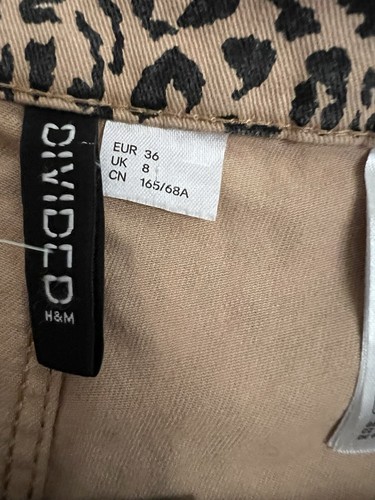 DIVIDED
H&M
EUR 36
UK 8
CN 165/68A